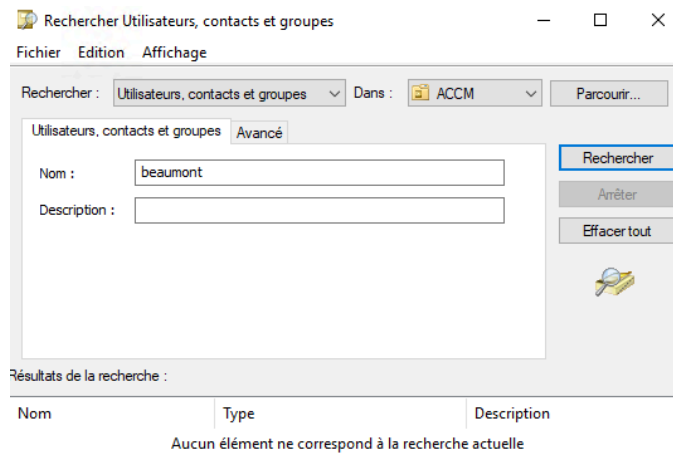 Rechercher Utilisateurs, contacts et groupes
Fichier Edition Affichage
Rechercher : Utilisateurs, contacts et groupes Dans : ACCM Parcourir...
Utilisateurs, contacts et groupes Avancé
Rechercher
Nom : beaumont
Arrêter
Description :
Effacer tout
Résultats de la recherche :
Nom Type Description
Aucun élément ne correspond à la recherche actuelle